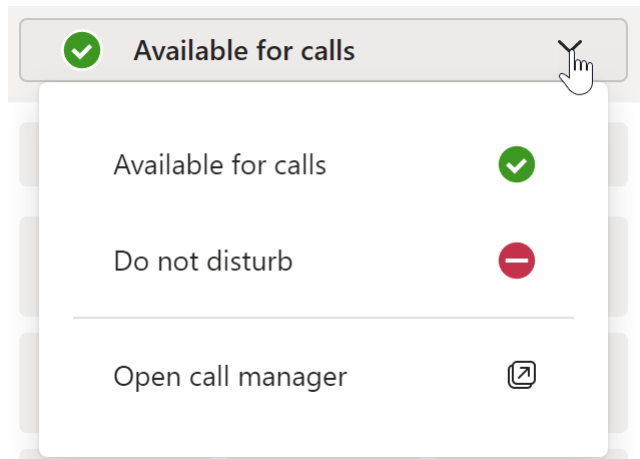 Available for calls
Available for calls
Do not disturb
Open call manager